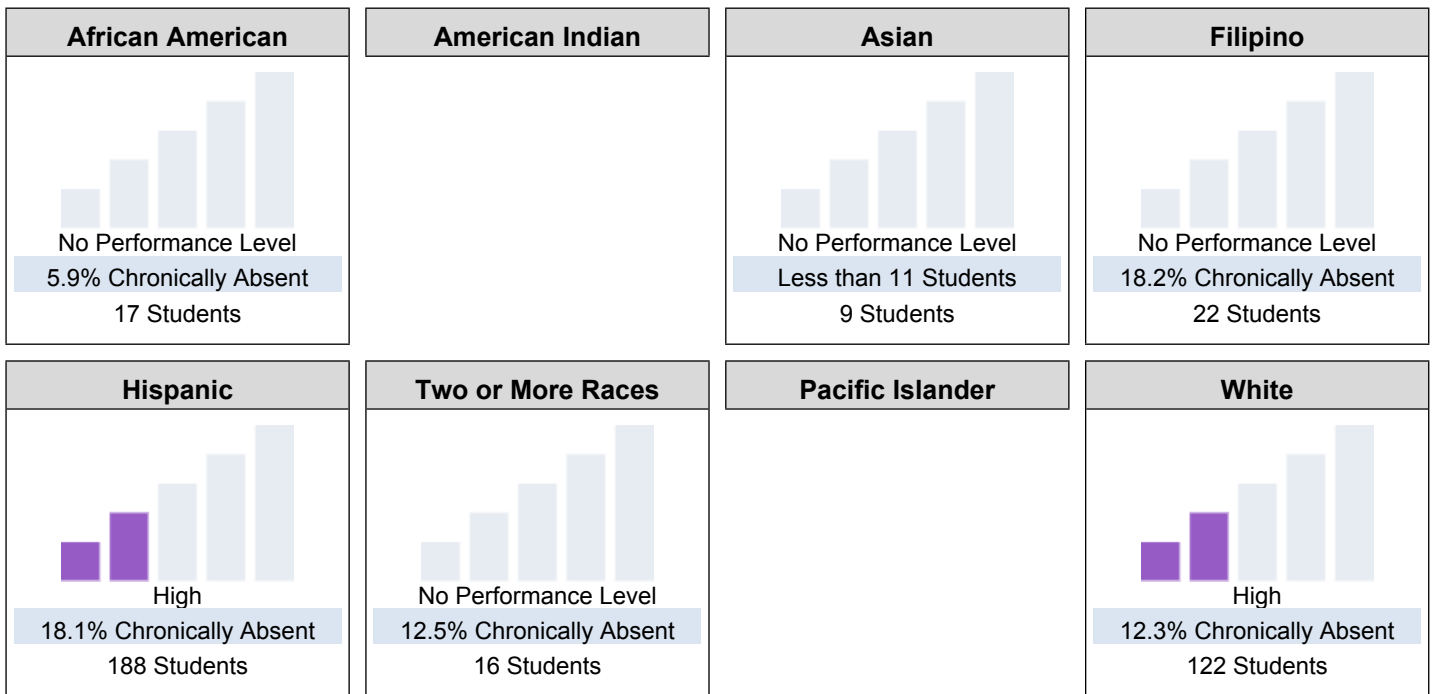 African American
American Indian
Asian
Filipino
No Performance Level
5.9% Chronically Absent
17 Students
No Performance Level
Less than 11 Students
9 Students
No Performance Level
18.2% Chronically Absent
22 Students
Hispanic
Two or More Races
Pacific Islander
White
High
18.1% Chronically Absent
188 Students
No Performance Level
12.5% Chronically Absent
16 Students
High
12.3% Chronically Absent
122 Students